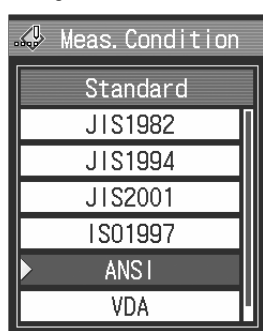 Meas.Condition
Standard
JIS1982
JIS1994
JIS2001
ISO1997
ANSI
VDA